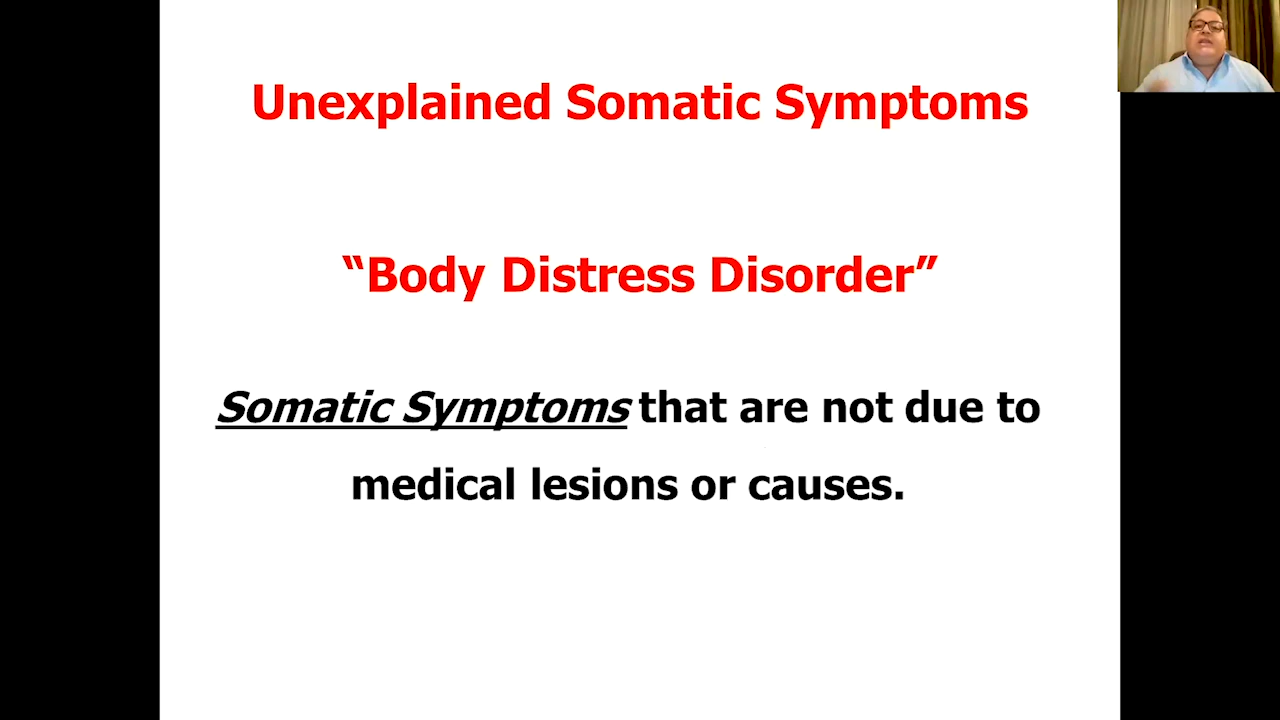 Unexplained Somatic Symptoms
“Body Distress Disorder”
Somatic Symptoms that are not due to
medical lesions or causes.